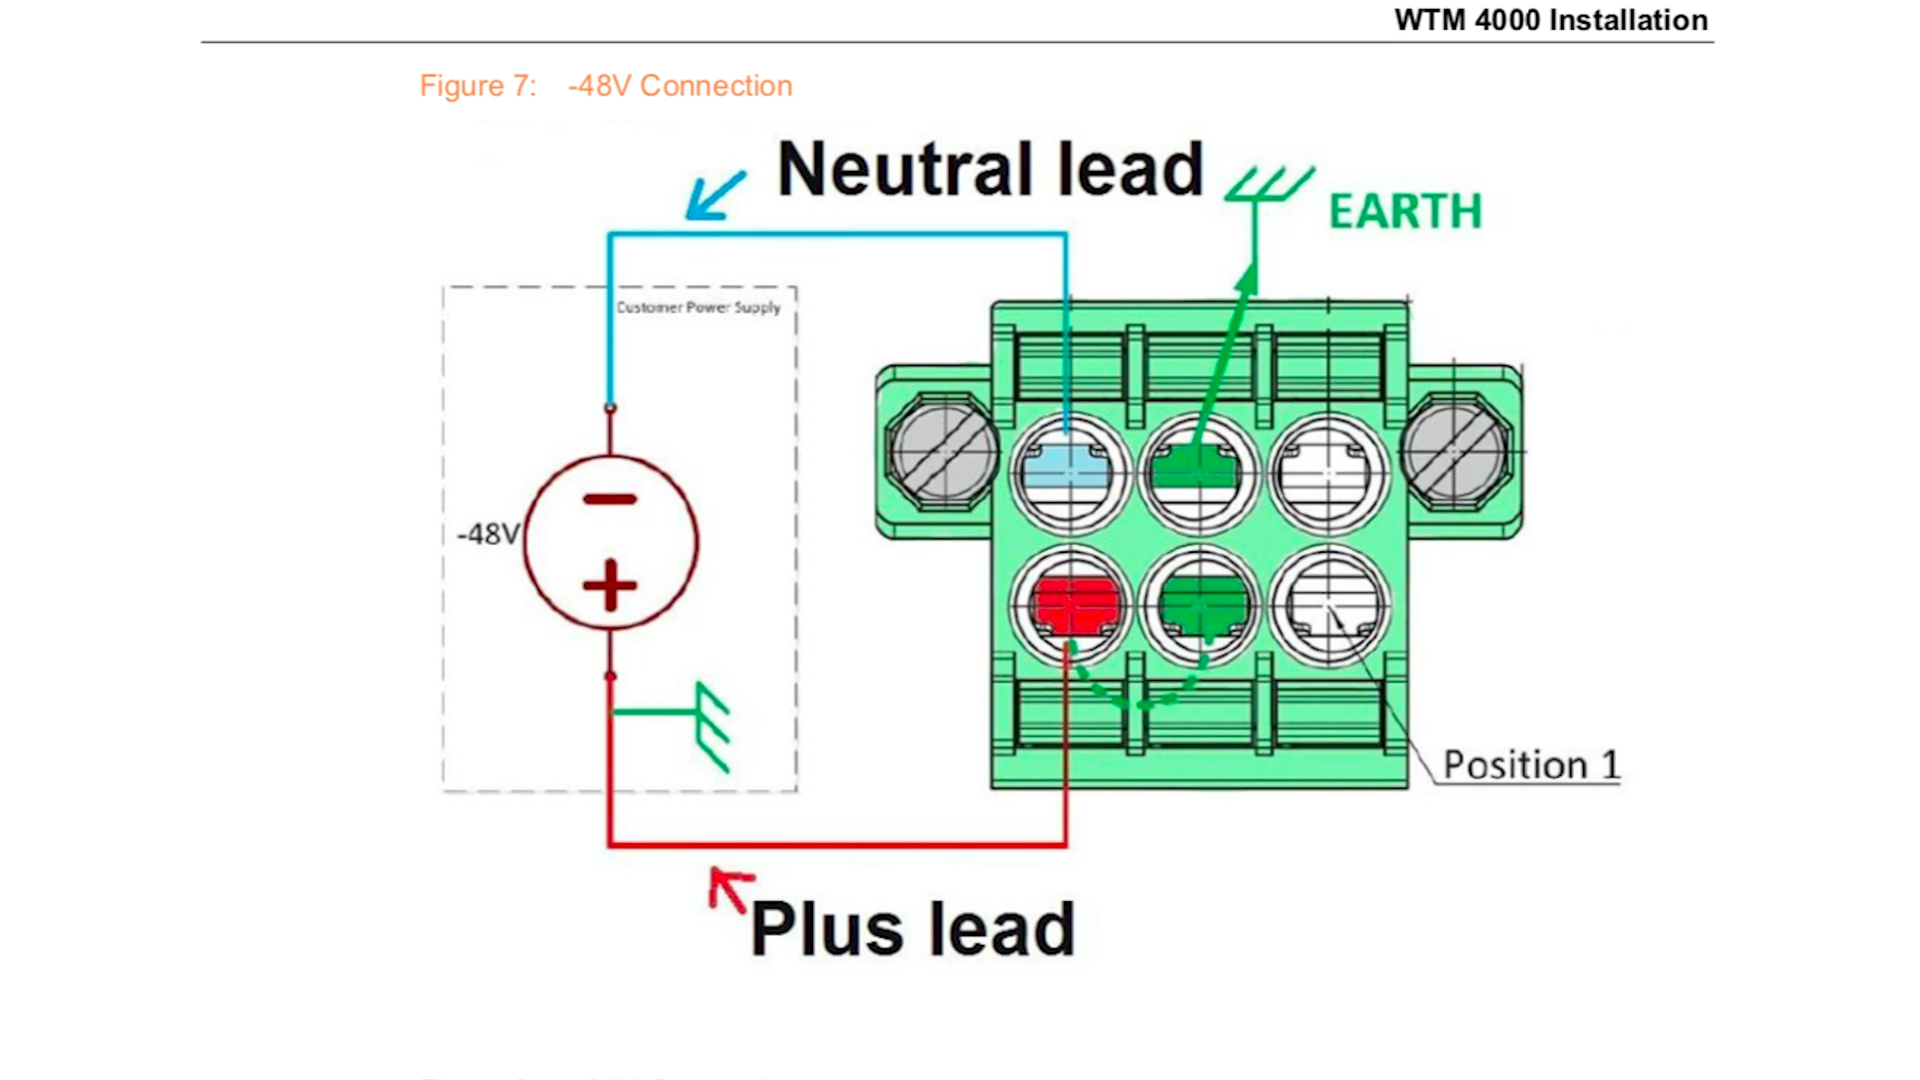 WTM 4000 Installation
Figure 7: -48V Connection
Neutral lead
EARTH
Customer Power Supply
-48V
Position 1
Plus lead